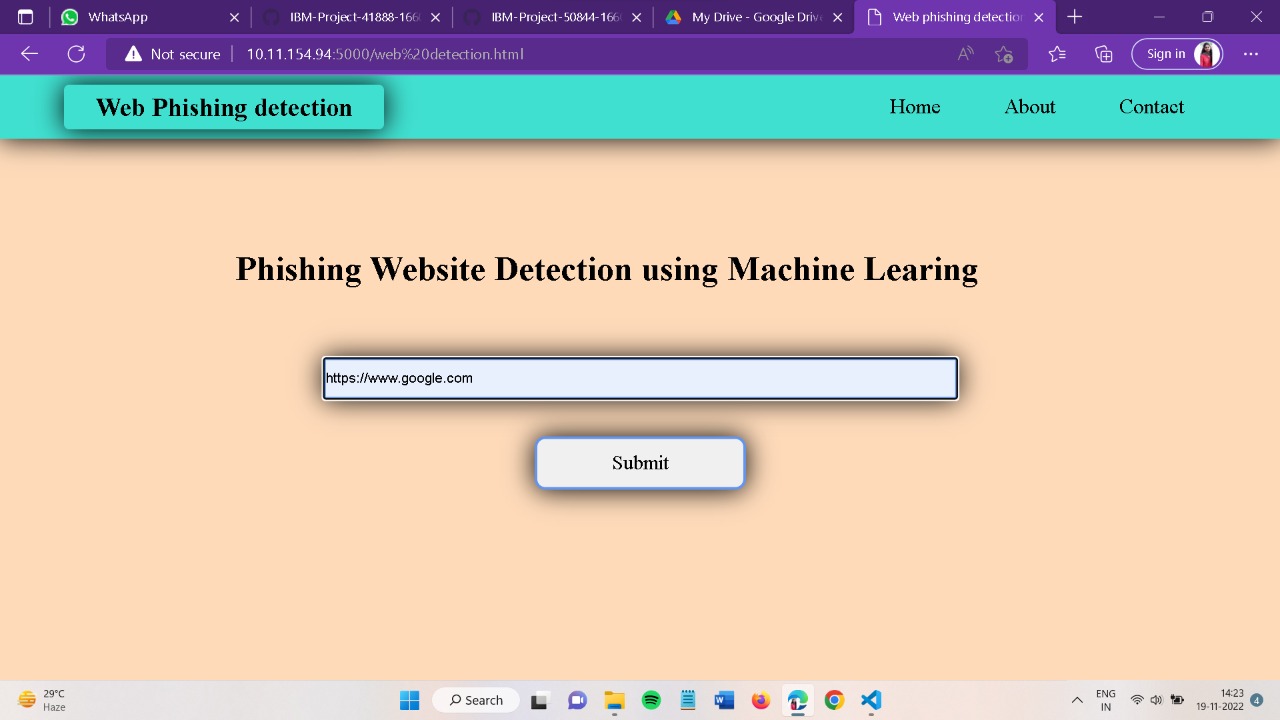 WhatsApp
IBM-Project-41888-166
IBM-Project-50844-166
My Drive - Google Driv
Web phishing detection
Not secure
10.11.154.94:5000/web%20detection.html
Sign in
Web Phishing detection
Home
About
Contact
Phishing Website Detection using Machine Learing
https://www.google.com
Submit
29°C
Haze
Search
ENG
IN
14:23
19-11-2022
4